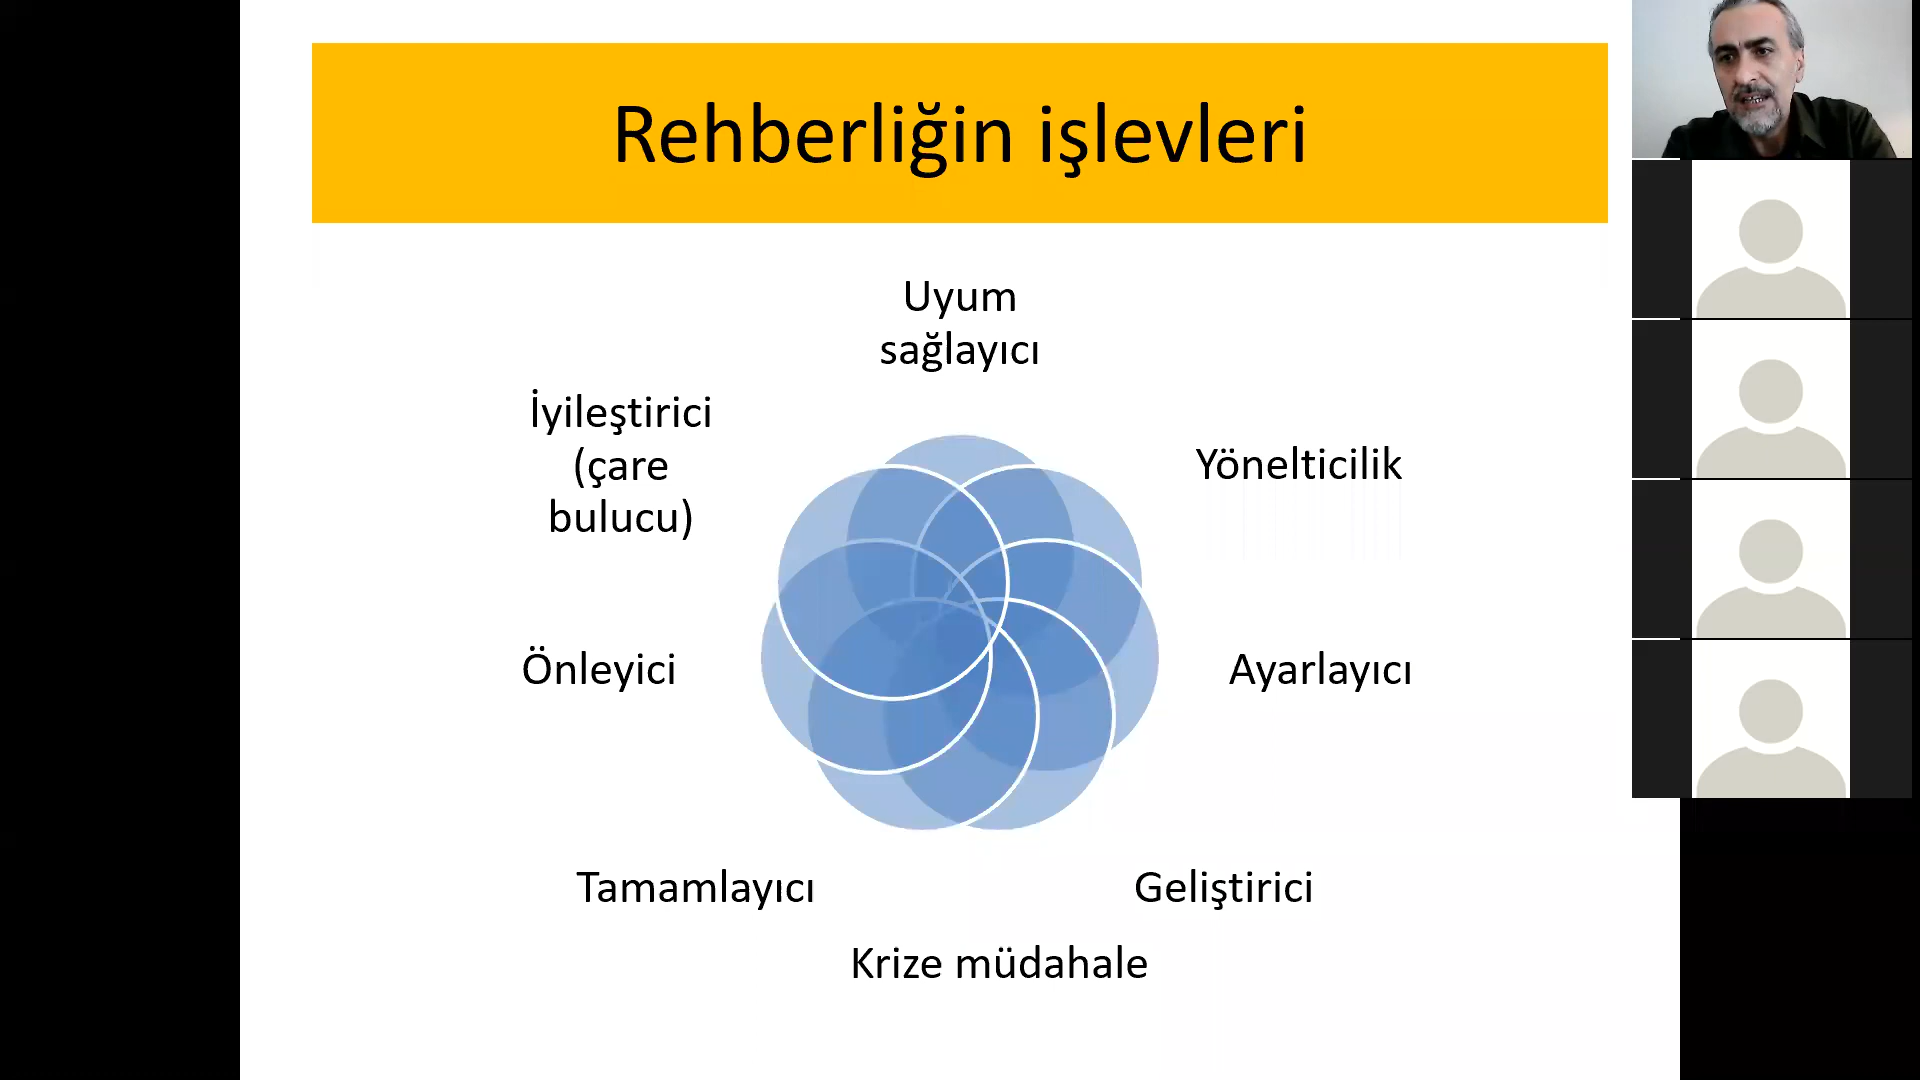 Rehberliğin işlevleri
Uyum
sağlayıcı
Yönelticilik
Ayarlayıcı
Geliştirici
Krize müdahale
Tamamlayıcı
Önleyici
İyileştirici
(çare
bulucu)